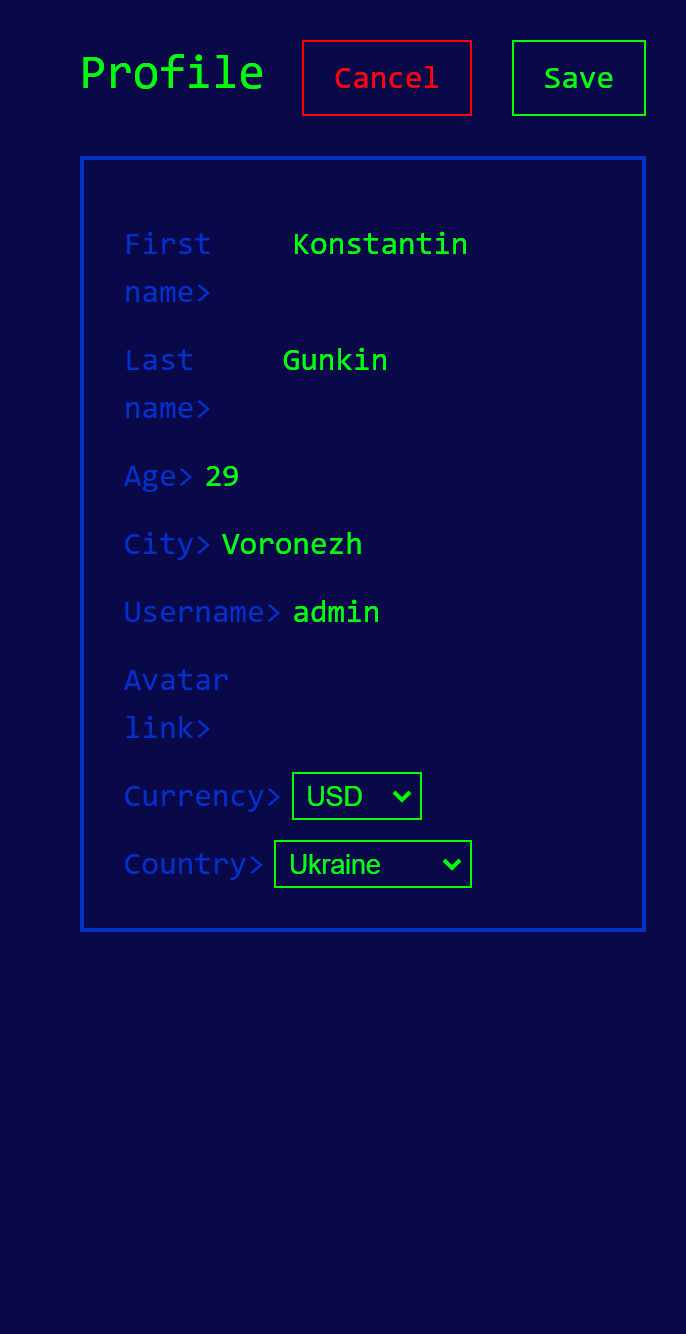 Profile Cancel Save
First Konstantin
name>
Last Gunkin
name>
Age> 29
City> Voronezh
Username> admin
Avatar
link>
Currency> USD
Country> Ukraine